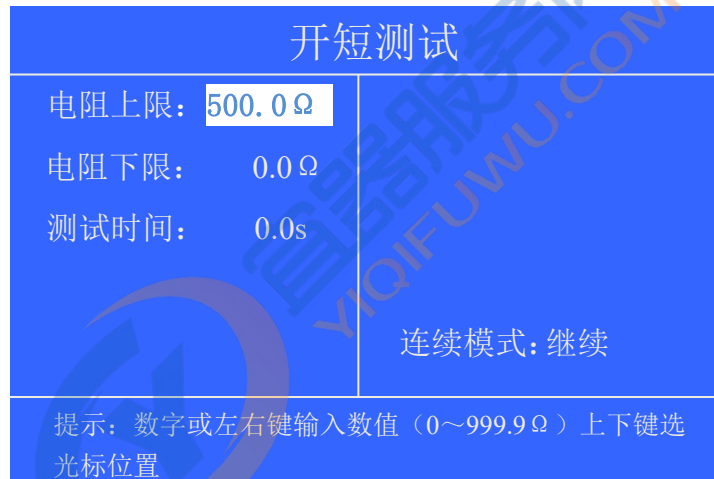 开短测试
电阻上限：500.0Ω
电阻下限： 0.0Ω
测试时间： 0.0s
连续模式：继续
提示：数字或左右键输入数值（0～999.9Ω）上下键选
光标位置
YIQIFUWU.COM